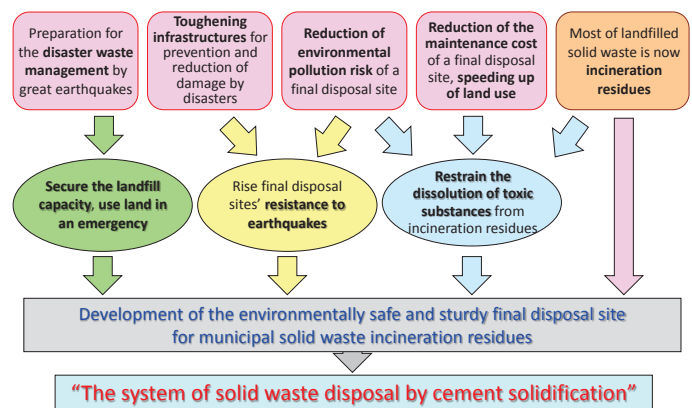 Preparation for
the disaster waste
management by
great earthquakes
Toughening
infrastructures for
prevention and
reduction of
damage by
disasters
Reduction of
environmental
pollution risk of a
final disposal site
Reduction of the
maintenance cost
of a final disposal
site, speeding up
of land use
Most of landfilled
solid waste is now
incineration
residues
Secure the landfill
capacity, use land in
an emergency
Rise final disposal
sites’ resistance to
earthquakes
Restrain the
dissolution of toxic
substances from
incineration residues
Development of the environmentally safe and sturdy final disposal site
for municipal solid waste incineration residues
“The system of solid waste disposal by cement solidification”